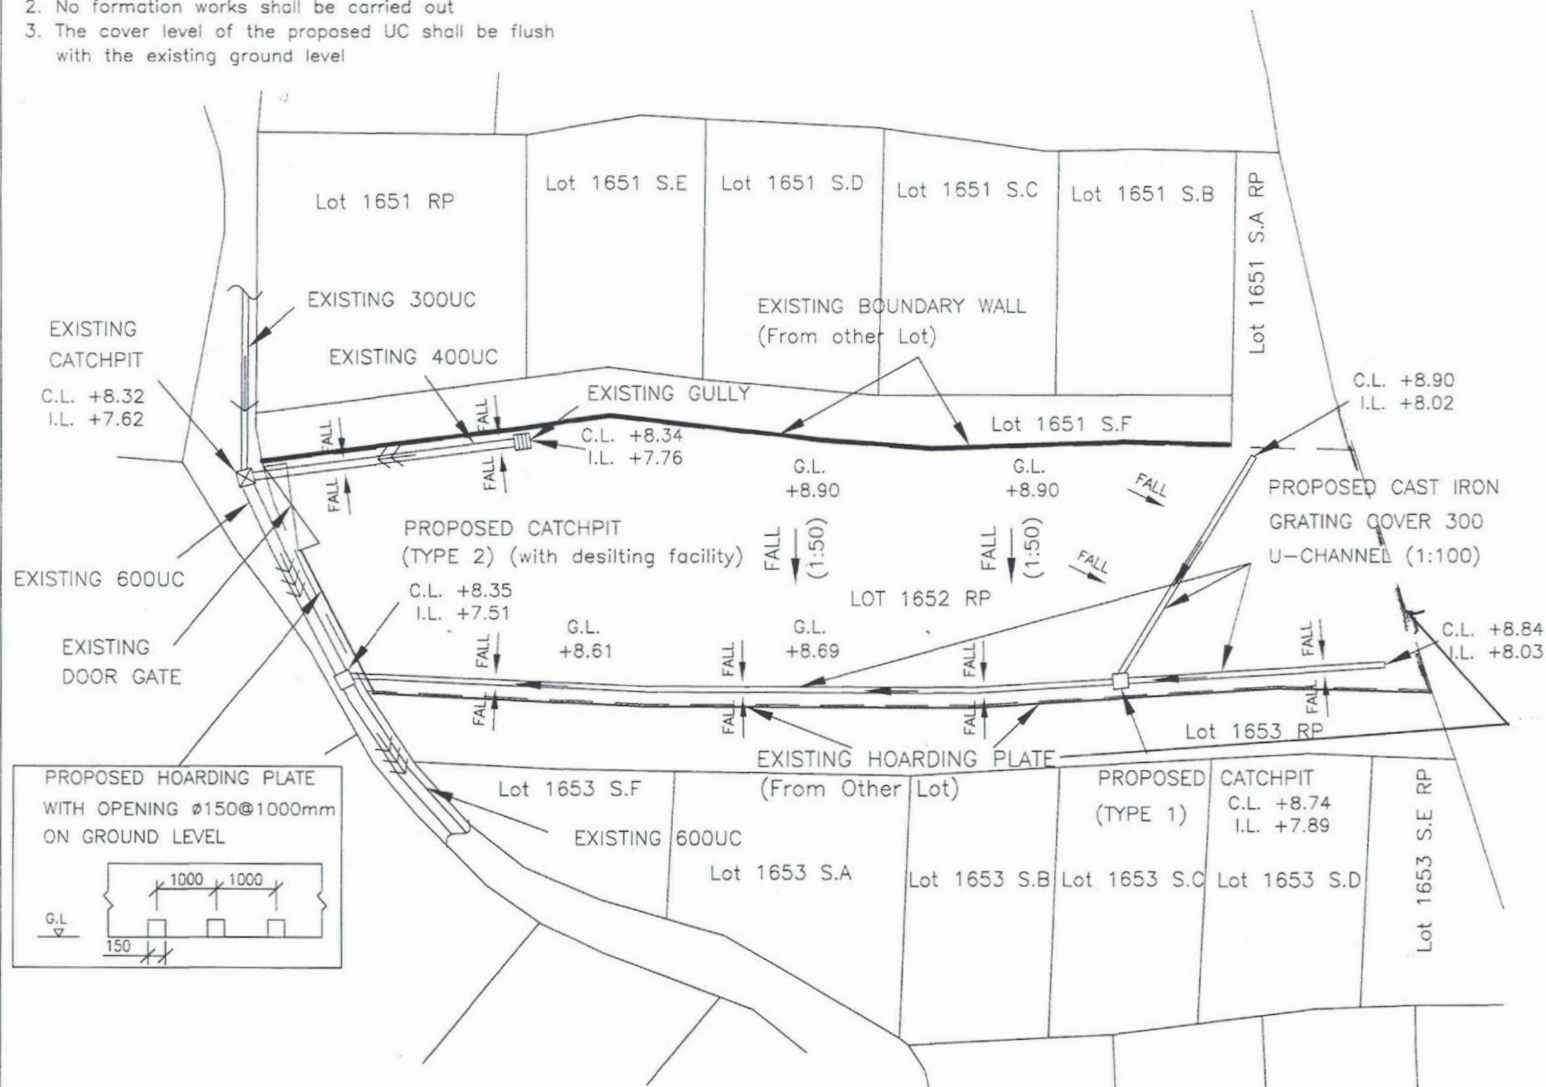 2. No formation works shall be carried out
3. The cover level of the proposed UC shall be flush
with the existing ground level
Lot 1651 RP
Lot 1651 S.E
Lot 1651 S.D
Lot 1651 S.C
Lot 1651 S.B
Lot 1651 S.A RP
EXISTING 300UC
EXISTING BOUNDARY WALL
(From other Lot)
EXISTING
CATCHPIT
C.L. +8.32
I.L. +7.62
EXISTING 400UC
EXISTING GULLY
C.L. +8.34
I.L. +7.76
Lot 1651 S.F
C.L. +8.90
I.L. +8.02
FALL
FALL
FALL
FALL
G.L.
+8.90
G.L.
+8.90
FALL
PROPOSED CAST IRON
GRATING COVER 300
U-CHANNEL (1:100)
PROPOSED CATCHPIT
(TYPE 2) (with desilting facility)
FALL
(1:50)
FALL
(1:50)
FALL
EXISTING 600UC
C.L. +8.35
I.L. +7.51
LOT 1652 RP
EXISTING
DOOR GATE
G.L.
+8.61
G.L.
+8.69
FALL
FALL
FALL
FALL
C.L. +8.84
I.L. +8.03
FALL
FALL
FALL
FALL
Lot 1653 RP
EXISTING HOARDING PLATE
(From Other Lot)
PROPOSED CATCHPIT
(TYPE 1)
C.L. +8.74
I.L. +7.89
PROPOSED HOARDING PLATE
WITH OPENING ø150@1000mm
ON GROUND LEVEL
1000
1000
G.L
150
Lot 1653 S.F
EXISTING 600UC
Lot 1653 S.A
Lot 1653 S.B
Lot 1653 S.C
Lot 1653 S.D
Lot 1653 S.E RP